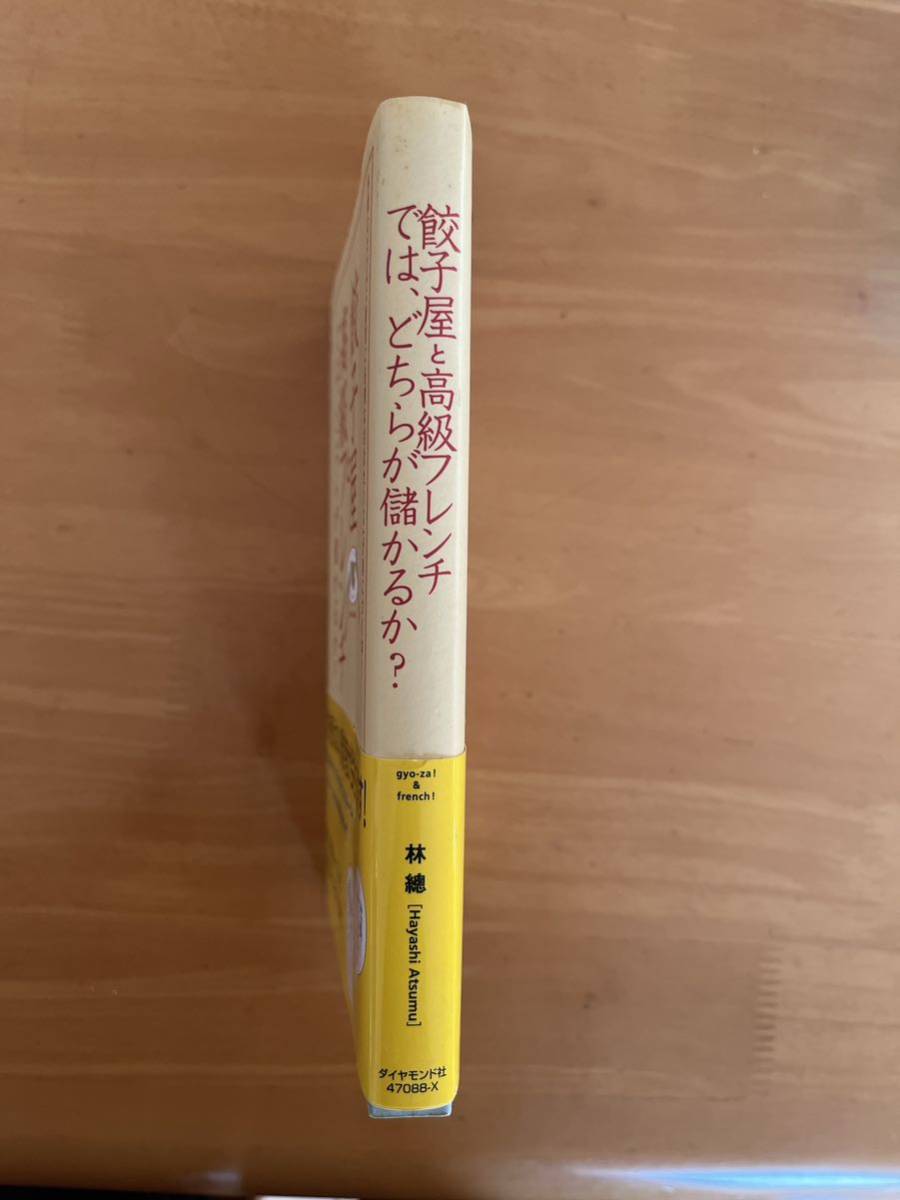 餃子屋と高級フレンチ
では、どちらが儲かるか?
gyo-za!
&
french!
林 總
[Hayashi Atsumu]
ダイヤモンド社
47088-X